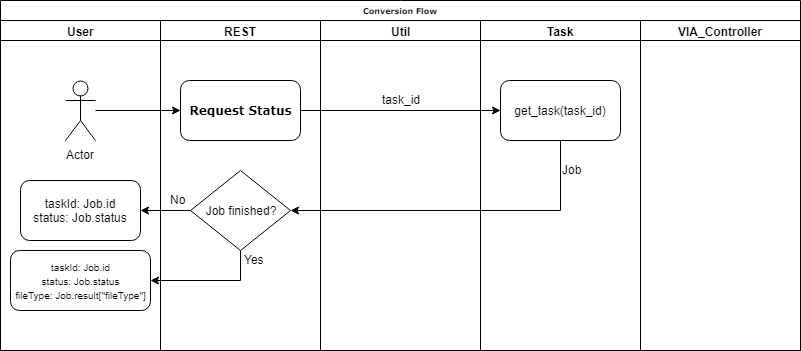 Conversion Flow
User
REST
Util
Task
VIA_Controller
Actor
Request Status
task_id
get_task(task_id)
Job
Job finished?
No
taskId: Job.id
status: Job.status
Yes
taskId: Job.id
status: Job.status
fileType: Job.result["fileType"]